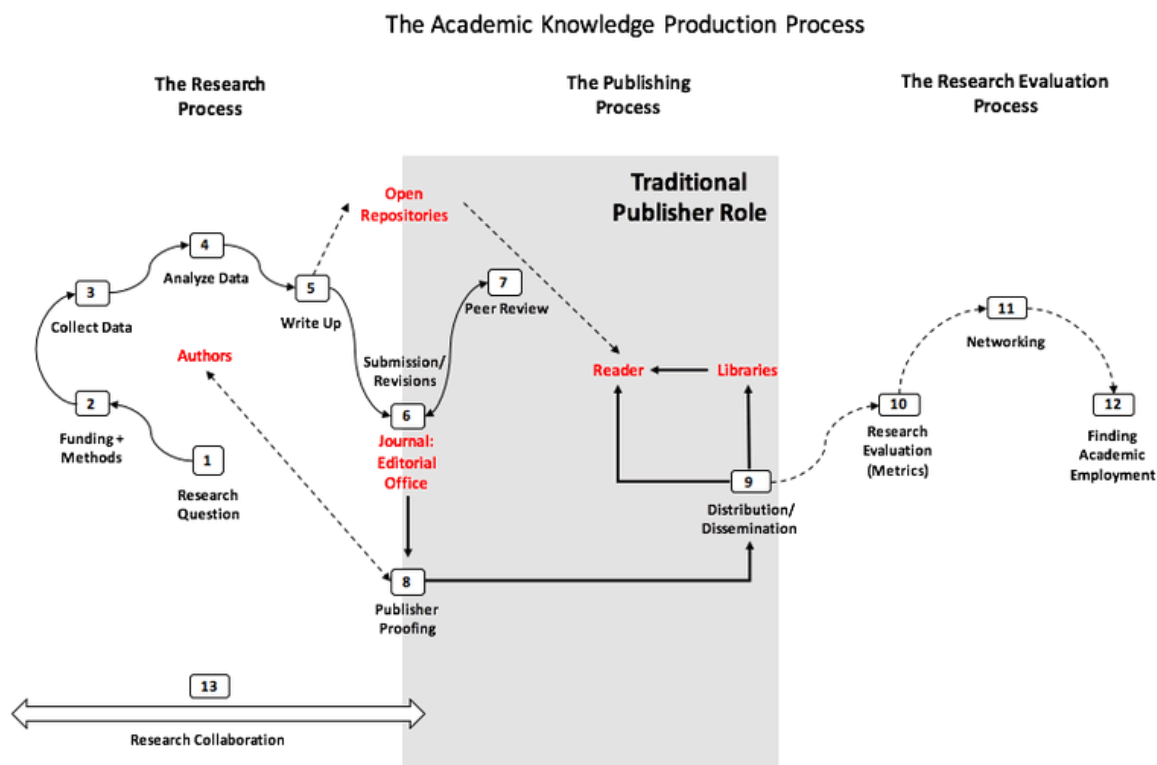 The Academic Knowledge Production Process
The Research
Process
The Publishing
Process
The Research Evaluation
Process
Traditional
Publisher Role
Open
Repositories
4
Analyze Data
3
Collect Data
5
Write Up
7
Peer Review
11
Networking
Authors
Submission/
Revisions
Reader
Libraries
2
Funding +
Methods
6
Journal:
Editorial
Office
10
Research
Evaluation
(Metrics)
12
Finding
Academic
Employment
1
Research
Question
9
Distribution/
Dissemination
8
Publisher
Proofing
13
Research Collaboration